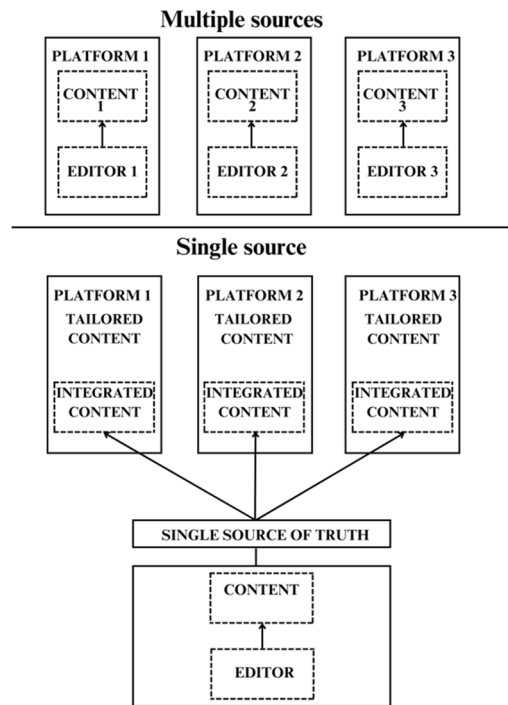 Multiple sources
PLATFORM 1
CONTENT
1
EDITOR 1
PLATFORM 2
CONTENT
2
EDITOR 2
PLATFORM 3
CONTENT
3
EDITOR 3
Single source
PLATFORM 1
TAILORED
CONTENT
INTEGRATED
CONTENT
PLATFORM 2
TAILORED
CONTENT
INTEGRATED
CONTENT
PLATFORM 3
TAILORED
CONTENT
INTEGRATED
CONTENT
SINGLE SOURCE OF TRUTH
CONTENT
EDITOR